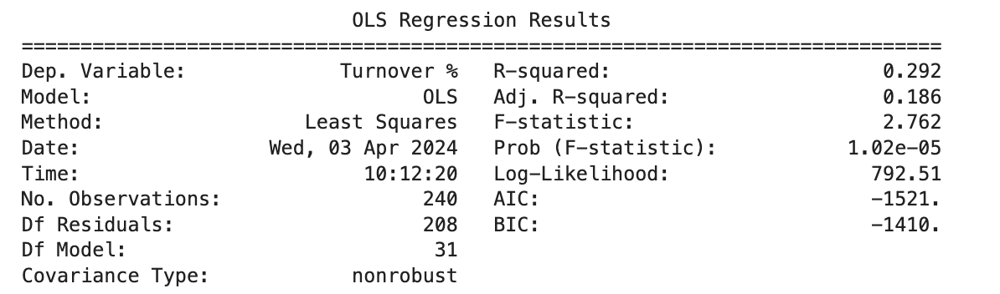 OLS Regression Results
==============================================================================
Dep. Variable: Turnover % R-squared: 0.292
Model: OLS Adj. R-squared: 0.186
Method: Least Squares F-statistic: 2.762
Date: Wed, 03 Apr 2024 Prob (F-statistic): 1.02e-05
Time: 10:12:20 Log-Likelihood: 792.51
No. Observations: 240 AIC: -1521.
Df Residuals: 208 BIC: -1410.
Df Model: 31
Covariance Type: nonrobust